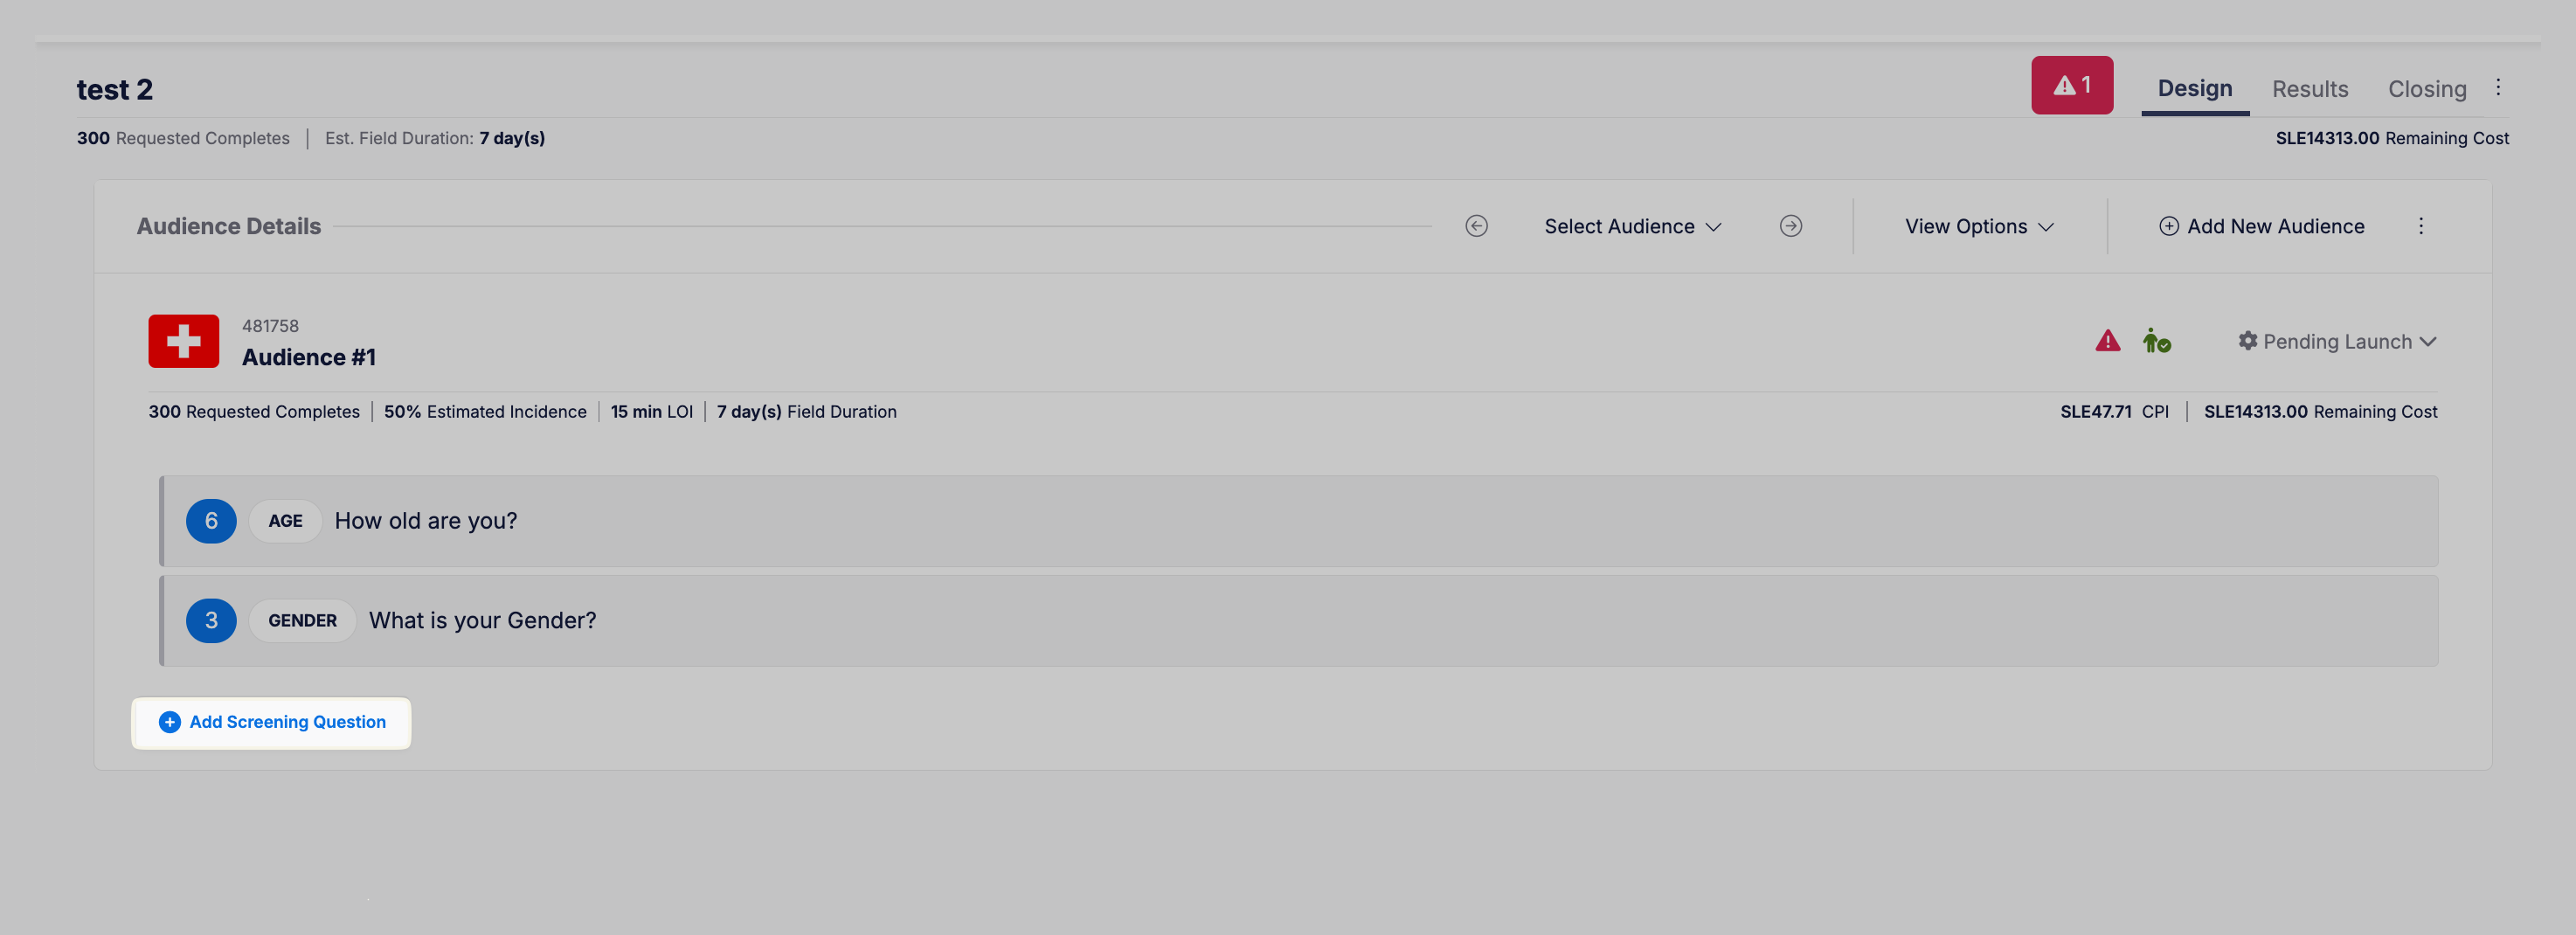 test 2
1
Design
Results
Closing
300 Requested Completes
Est. Field Duration: 7 day(s)
SLE14313.00 Remaining Cost
Audience Details
Select Audience
View Options
Add New Audience
481758
Audience #1
Pending Launch
300 Requested Completes
50% Estimated Incidence
15 min LOI
7 day(s) Field Duration
SLE47.71 CPI
SLE14313.00 Remaining Cost
6 AGE How old are you?
3 GENDER What is your Gender?
Add Screening Question